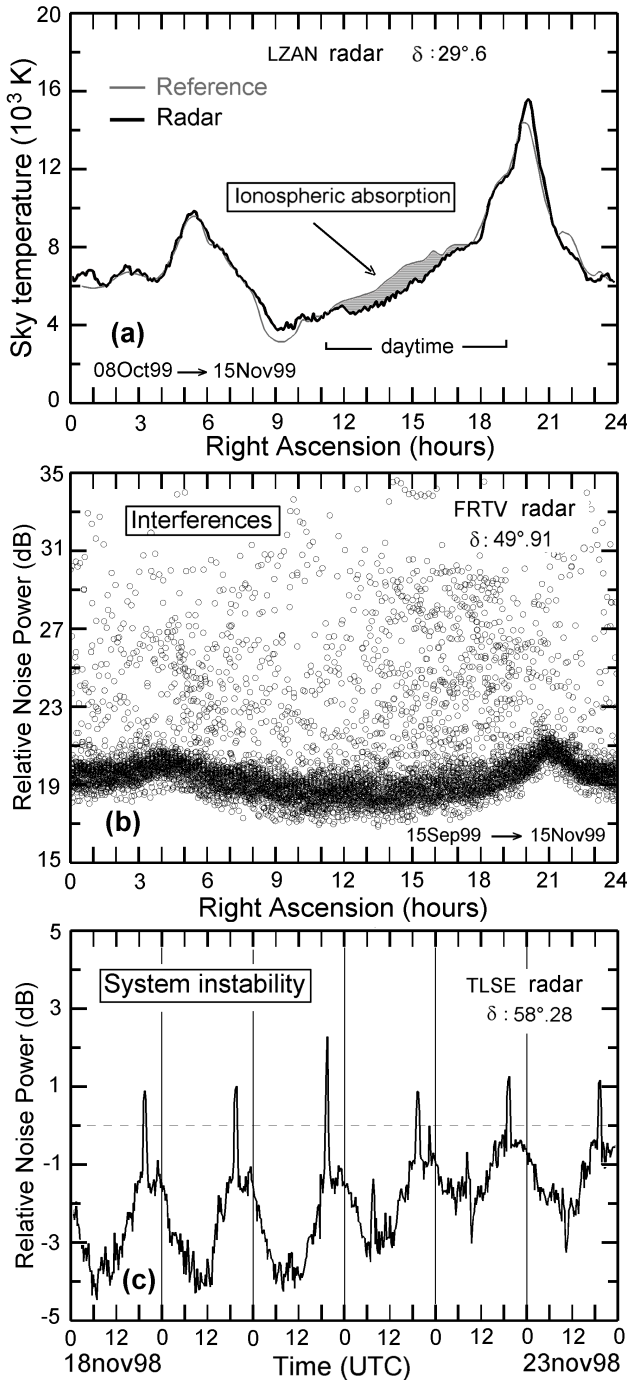 20
16
12
8
4
0
Sky temperature (10³ K)
LZAN radar δ : 29°.6
Reference
Radar
Ionospheric absorption
(a)
daytime
08Oct99 → 15Nov99
0 3 6 9 12 15 18 21 24
Right Ascension (hours)
35
31
27
23
19
15
Relative Noise Power (dB)
Interferences
FRTV radar
δ : 49°.91
(b)
15Sep99 → 15Nov99
0 3 6 9 12 15 18 21 24
Right Ascension (hours)
5
3
1
-1
-3
-5
Relative Noise Power (dB)
System instability
TLSE radar
δ : 58°.28
(c)
0 12 0 12 0 12 0 12 0 12 0 12 0
18nov98 Time (UTC) 23nov98